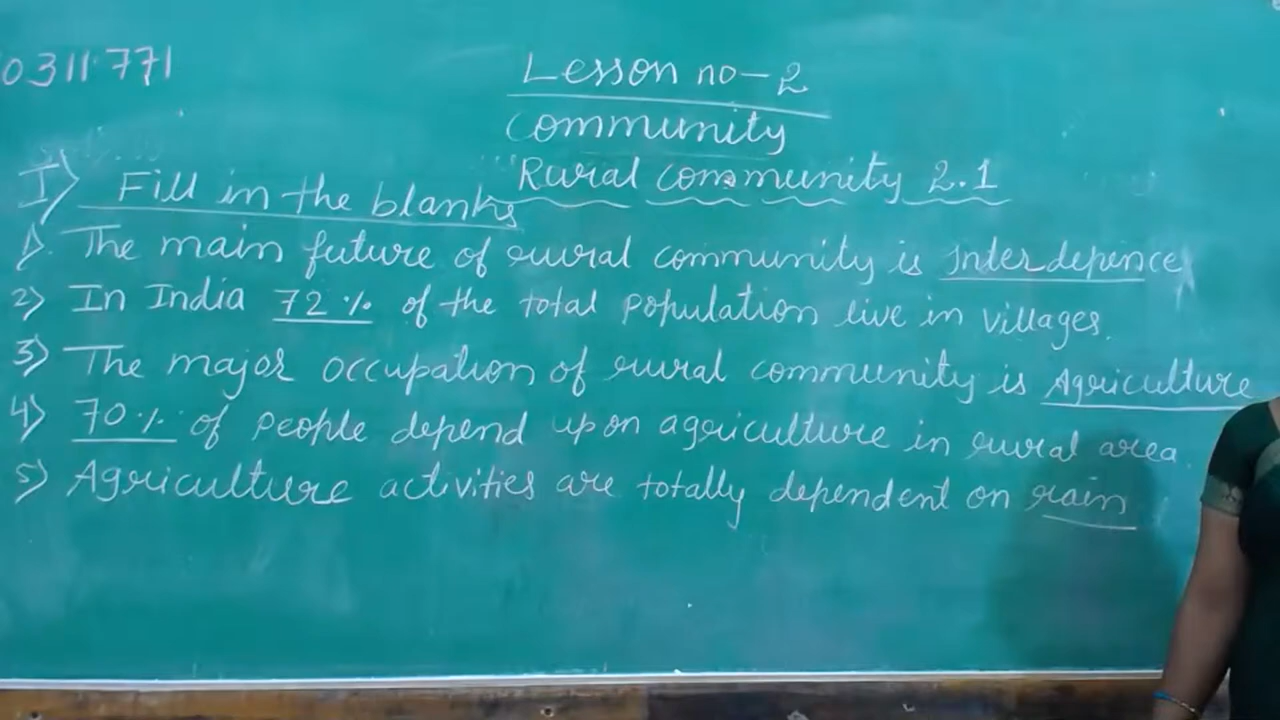 0311771
Lesson no-2
Community
Rural community 2.1
I) Fill in the blanks
1) The main future of rural community is Interdepence
2) In India 72% of the total population live in villages.
3) The major occupation of rural community is Agriculture
4) 70% of people depend upon agriculture in rural area.
5) Agriculture activities are totally dependent on rain